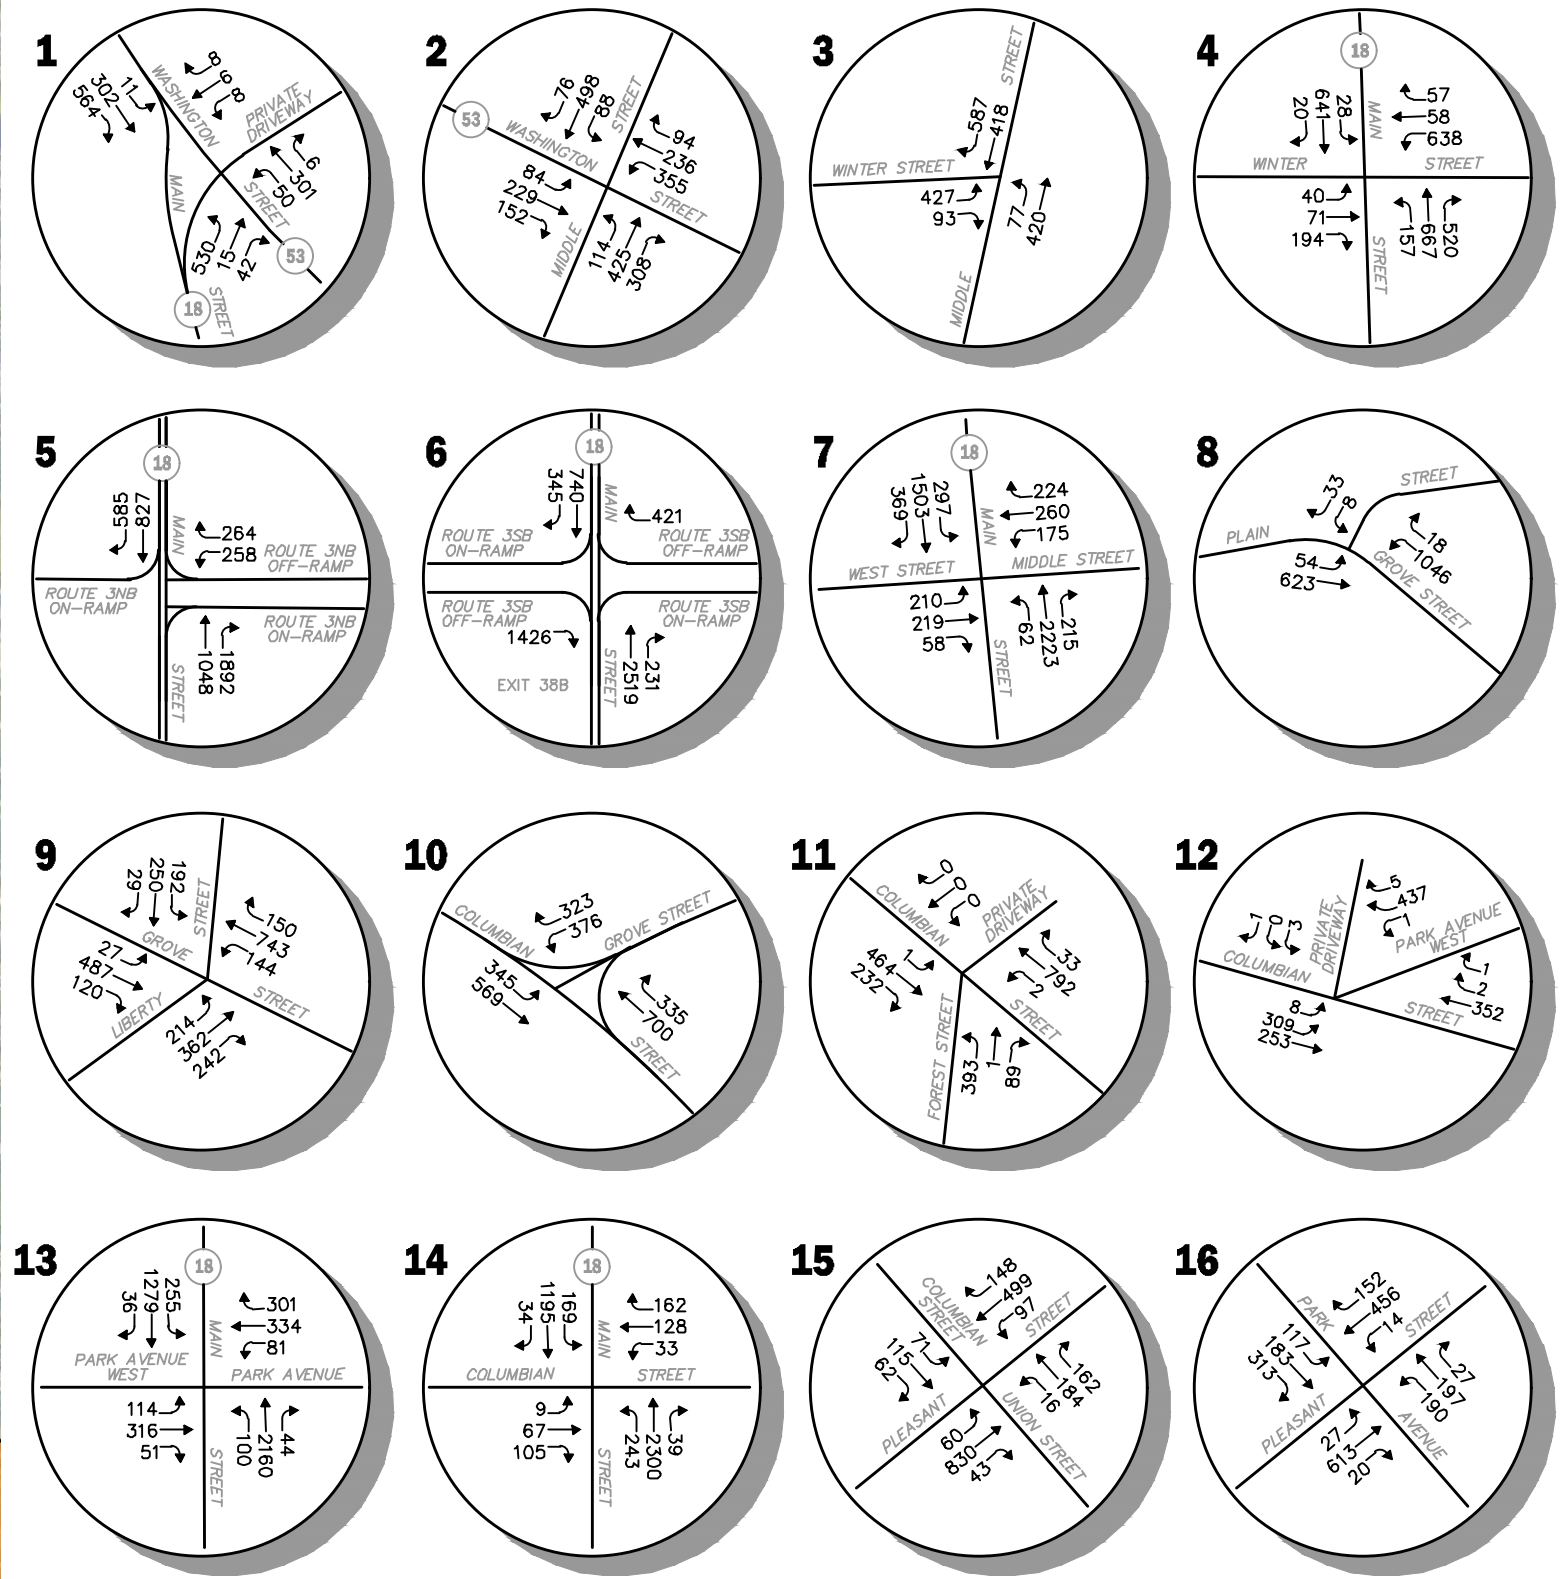 1
WASHINGTON
STREET
PRIVATE
DRIVEWAY
MAIN
STREET
53
18
564
302
11
8
9
8
6
301
50
530
15
42
2
53
WASHINGTON
STREET
MIDDLE
STREET
76
498
88
94
236
355
84
229
152
114
425
308
3
WINTER STREET
MIDDLE
STREET
587
418
427
93
77
420
4
18
MAIN
STREET
WINTER
STREET
20
641
28
57
58
638
40
71
194
157
667
520
5
18
MAIN
STREET
585
827
264
258
ROUTE 3NB
OFF-RAMP
ROUTE 3NB
ON-RAMP
ROUTE 3NB
ON-RAMP
1048
1892
6
18
MAIN
STREET
345
740
421
ROUTE 3SB
ON-RAMP
ROUTE 3SB
OFF-RAMP
ROUTE 3SB
OFF-RAMP
ROUTE 3SB
ON-RAMP
1426
EXIT 38B
2519
231
7
18
MAIN
STREET
369
1503
297
224
260
175
WEST STREET
MIDDLE STREET
210
219
58
62
2223
215
8
PLAIN
STREET
GROVE STREET
33
8
18
1046
54
623
9
GROVE
STREET
LIBERTY
STREET
29
250
192
150
743
144
27
487
120
214
362
242
10
COLUMBIAN
STREET
GROVE STREET
323
376
345
569
335
700
11
COLUMBIAN
STREET
PRIVATE
DRIVEWAY
FOREST STREET
0
0
0
33
792
2
1
464
232
393
1
89
12
COLUMBIAN
STREET
PRIVATE
DRIVEWAY
PARK AVENUE
WEST
1
0
3
5
437
1
1
2
352
8
309
253
13
18
MAIN
STREET
PARK AVENUE
WEST
PARK AVENUE
36
1279
255
301
334
81
114
316
51
100
2160
44
14
18
MAIN
STREET
COLUMBIAN
STREET
34
1195
169
162
128
33
9
67
105
243
2300
39
15
COLUMBIAN
STREET
UNION STREET
PLEASANT
STREET
148
499
97
71
115
62
162
184
16
60
830
43
16
PARK
AVENUE
PLEASANT
STREET
152
456
14
117
183
313
27
197
190
27
613
20